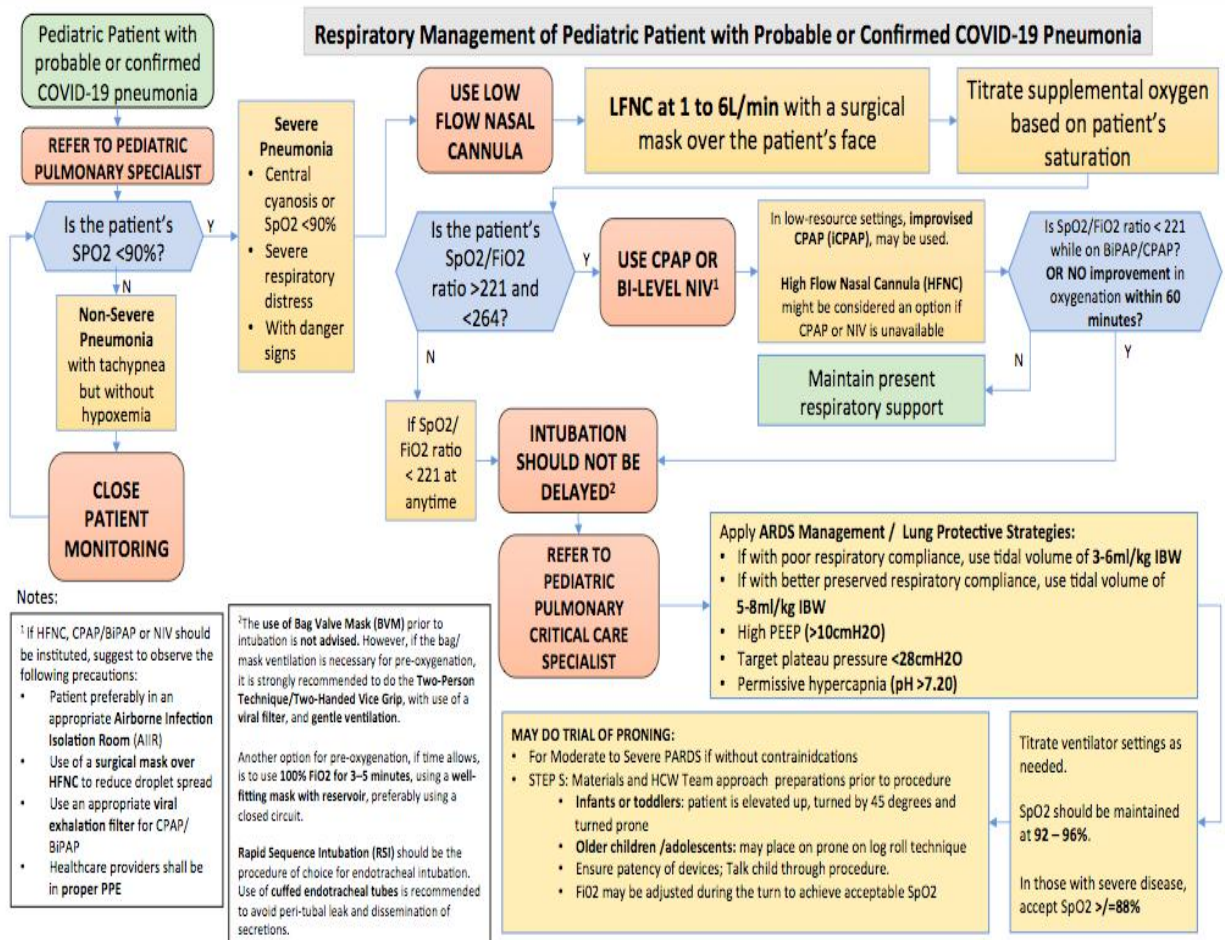 Respiratory Management of Pediatric Patient with Probable or Confirmed COVID-19 Pneumonia
Pediatric Patient with
probable or confirmed
COVID-19 pneumonia
REFER TO PEDIATRIC
PULMONARY SPECIALIST
Is the patient's
SPO2 <90%?
Y
N
Non-Severe
Pneumonia
with tachypnea
but without
hypoxemia
CLOSE
PATIENT
MONITORING
Severe
Pneumonia
• Central
cyanosis or
SpO2 <90%
• Severe
respiratory
distress
• With danger
signs
USE LOW
FLOW NASAL
CANNULA
LFNC at 1 to 6L/min with a surgical
mask over the patient's face
Titrate supplemental oxygen
based on patient's
saturation
Is the patient's
SpO2/FiO2
ratio >221 and
<264?
Y
N
USE CPAP OR
BI-LEVEL NIV¹
In low-resource settings, improvised
CPAP (iCPAP), may be used.
High Flow Nasal Cannula (HFNC)
might be considered an option if
CPAP or NIV is unavailable
Is SpO2/FiO2 ratio < 221
while on BiPAP/CPAP?
OR NO improvement in
oxygenation within 60
minutes?
N
Y
Maintain present
respiratory support
If SpO2/
FiO2 ratio
< 221 at
anytime
INTUBATION
SHOULD NOT BE
DELAYED²
REFER TO
PEDIATRIC
PULMONARY
CRITICAL CARE
SPECIALIST
Apply ARDS Management / Lung Protective Strategies:
• If with poor respiratory compliance, use tidal volume of 3-6ml/kg IBW
• If with better preserved respiratory compliance, use tidal volume of
5-8ml/kg IBW
• High PEEP (>10cmH2O)
• Target plateau pressure <28cmH2O
• Permissive hypercapnia (pH >7.20)
Titrate ventilator settings as
needed.
SpO2 should be maintained
at 92 – 96%.
In those with severe disease,
accept SpO2 >/=88%
MAY DO TRIAL OF PRONING:
• For Moderate to Severe PARDS if without contrainidcations
• STEP S: Materials and HCW Team approach preparations prior to procedure
• Infants or toddlers: patient is elevated up, turned by 45 degrees and
turned prone
• Older children /adolescents: may place on prone on log roll technique
• Ensure patency of devices; Talk child through procedure.
• FiO2 may be adjusted during the turn to achieve acceptable SpO2
Notes:
¹ If HFNC, CPAP/BiPAP or NIV should
be instituted, suggest to observe the
following precautions:
• Patient preferably in an
appropriate Airborne Infection
Isolation Room (AIIR)
• Use of a surgical mask over
HFNC to reduce droplet spread
• Use an appropriate viral
exhalation filter for CPAP/
BiPAP
• Healthcare providers shall be
in proper PPE
²The use of Bag Valve Mask (BVM) prior to
intubation is not advised. However, if the bag/
mask ventilation is necessary for pre-oxygenation,
it is strongly recommended to do the Two-Person
Technique/Two-Handed Vice Grip, with use of a
viral filter, and gentle ventilation.
Another option for pre-oxygenation, if time allows,
is to use 100% FiO2 for 3–5 minutes, using a well-
fitting mask with reservoir, preferably using a
closed circuit.
Rapid Sequence Intubation (RSI) should be the
procedure of choice for endotracheal intubation.
Use of cuffed endotracheal tubes is recommended
to avoid peri-tubal leak and dissemination of
secretions.